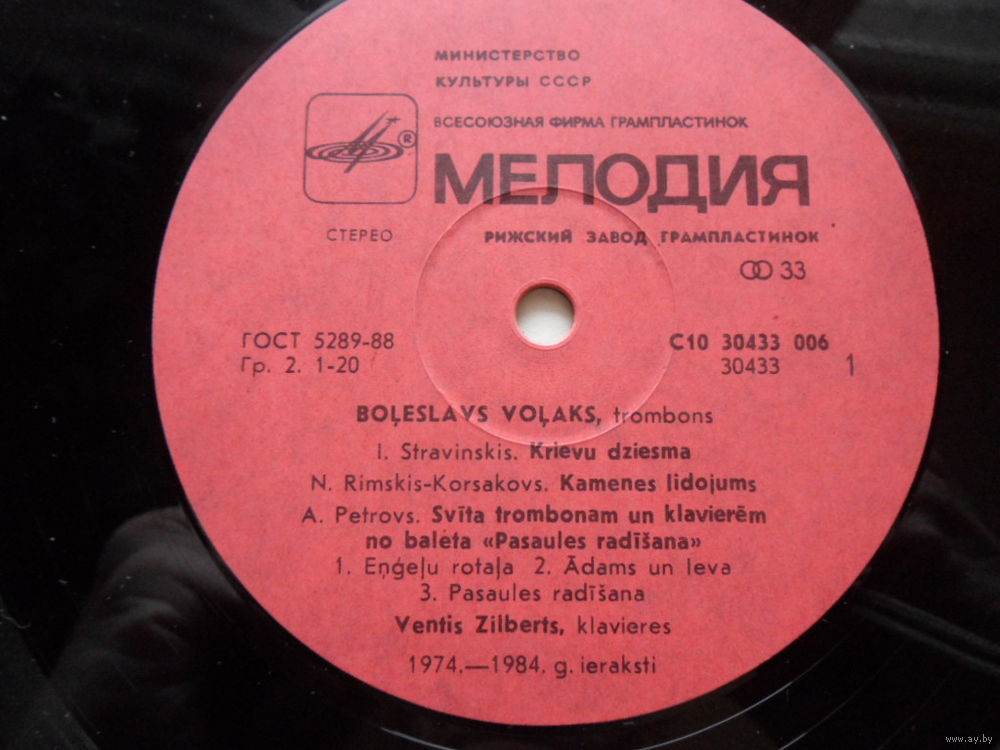 МИНИСТЕРСТВО
КУЛЬТУРЫ СССР
ВСЕСОЮЗНАЯ ФИРМА ГРАМПЛАСТИНОК
®
МЕЛОДИЯ
СТЕРЕО
РИЖСКИЙ ЗАВОД ГРАМПЛАСТИНОК
33
ГОСТ 5289-88
С10 30433 006
Гр. 2. 1-20
30433 1
BOĻESLAVS VOĻAKS, trombons
I. Stravinskis. Krievu dziesma
N. Rimskis-Korsakovs. Kamenes lidojums
A. Petrovs. Svīta trombonam un klavierēm
no baleta «Pasaules radīšana»
1. Eņģeļu rotaļa 2. Ādams un Ieva
3. Pasaules radīšana
Ventis Zilberts, klavieres
1974.—1984. g. ieraksti
www.ay.by